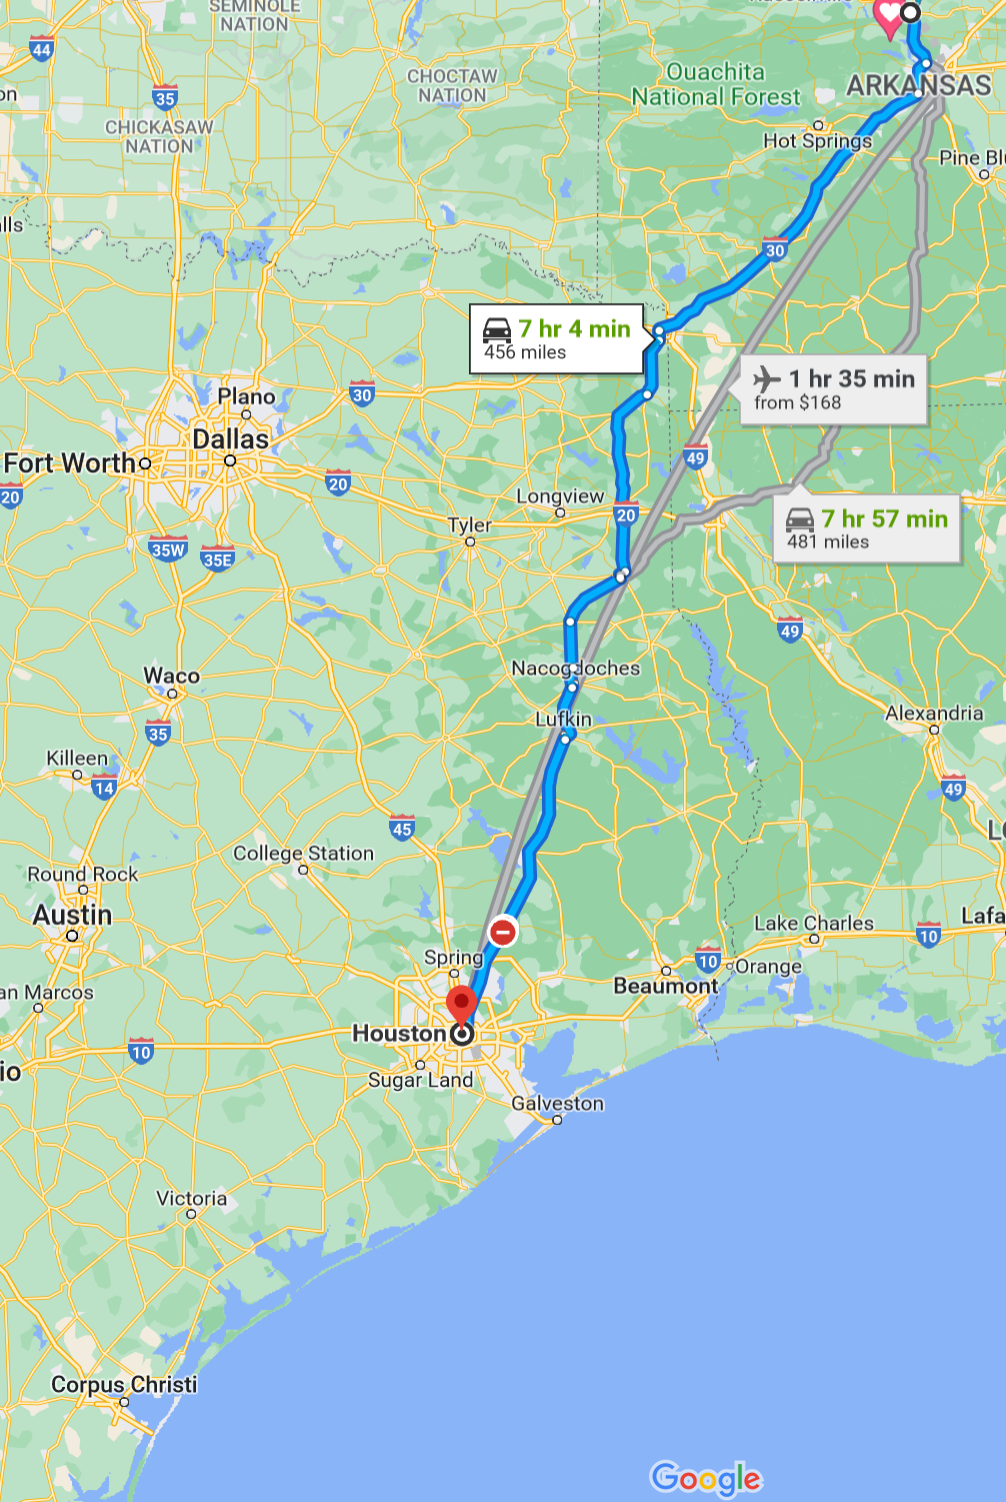 SEMINOLE
NATION
44
CHOCTAW
NATION
Ouachita
National Forest
ARKANSAS
35
CHICKASAW
NATION
Hot Springs
Pine Bl
30
7 hr 4 min
456 miles
1 hr 35 min
from $168
Plano
30
Dallas
Fort Worth
49
20
20
Longview
20
Tyler
7 hr 57 min
481 miles
35W
35E
49
Nacogdoches
Waco
Lufkin
Alexandria
35
Killeen
14
49
45
College Station
Round Rock
Austin
Lake Charles
Lafa
10
Spring
10
Orange
Beaumont
an Marcos
Houston
10
io
Sugar Land
Galveston
Victoria
Corpus Christi
Google